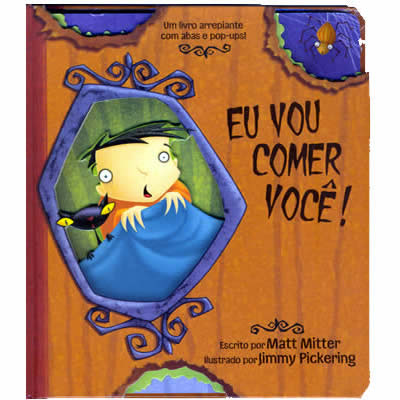 Um livro arrepiante
com abas e pop-ups!
EU VOU
COMER
VOCÊ!
Escrito por Matt Mitter
ilustrado por Jimmy Pickering